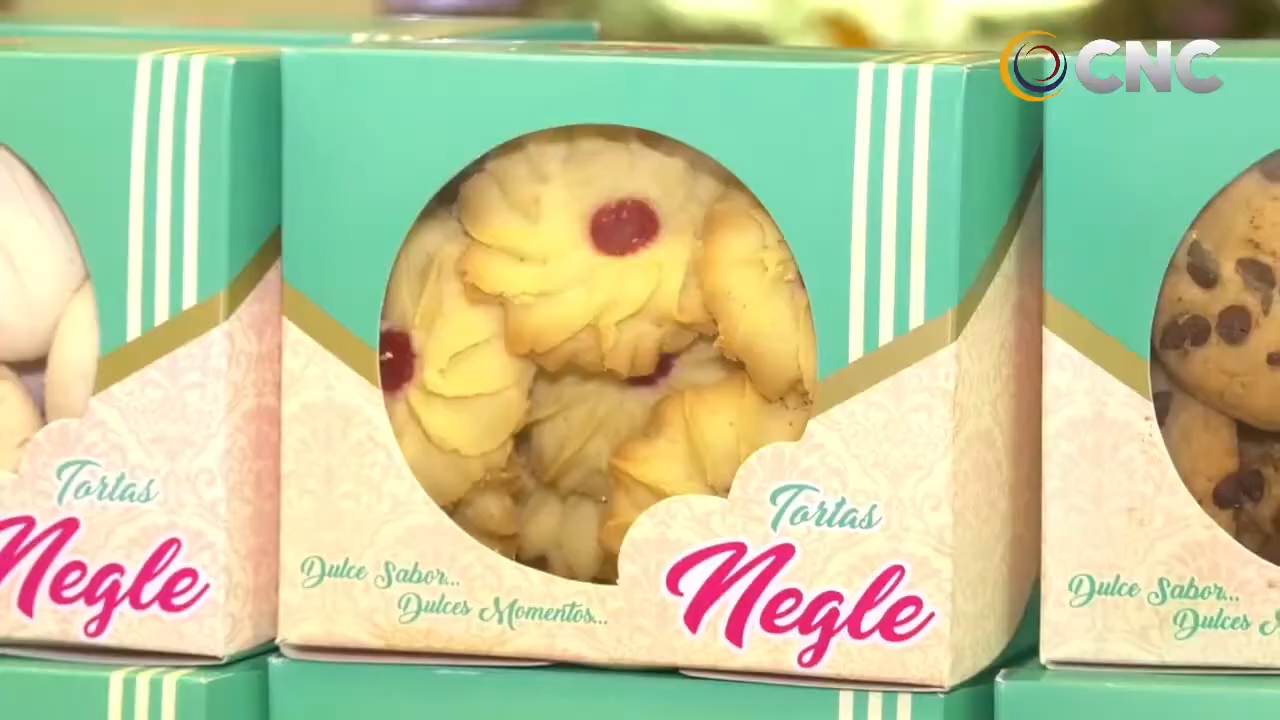 CNC
Tortas
Negle
Tortas
Negle
Dulce Sabor...
Dulces Momentos...
Dulce Sabor...
Dulces